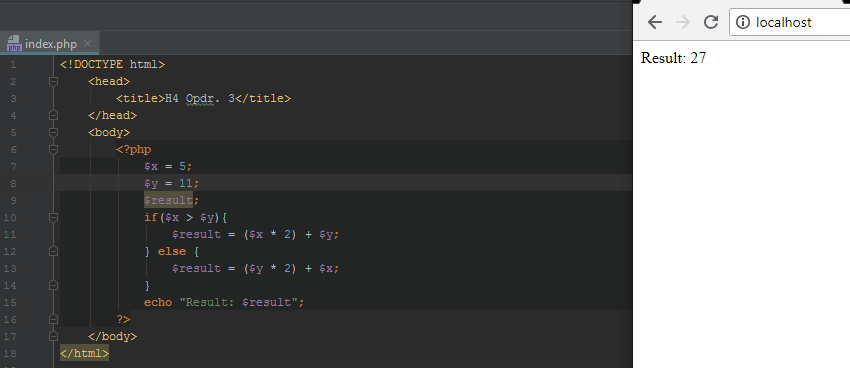 index.php
php
1 <!DOCTYPE html>
2 <head>
3 <title>H4 Opdr. 3</title>
4 </head>
5 <body>
6 <?php
7 $x = 5;
8 $y = 11;
9 $result;
10 if($x > $y){
11 $result = ($x * 2) + $y;
12 } else {
13 $result = ($y * 2) + $x;
14 }
15 echo "Result: $result";
16 ?>
17 </body>
18 </html>
localhost
Result: 27